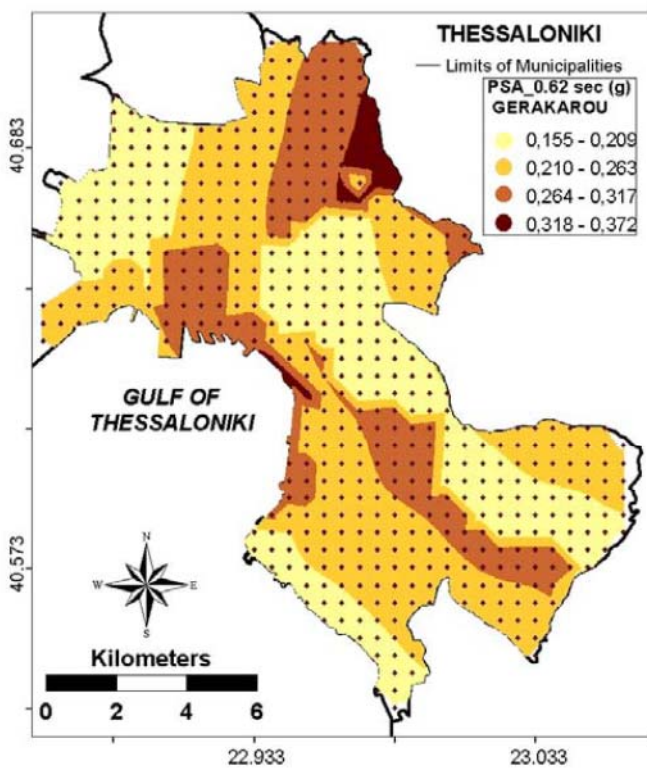 THESSALONIKI
Limits of Municipalities
PSA_0.62 sec (g)
GERAKAROU
0,155 - 0,209
0,210 - 0,263
0,264 - 0,317
0,318 - 0,372
40.683
GULF OF
THESSALONIKI
40.573
N
W E
S
Kilometers
0 2 4 6
22.933 23.033